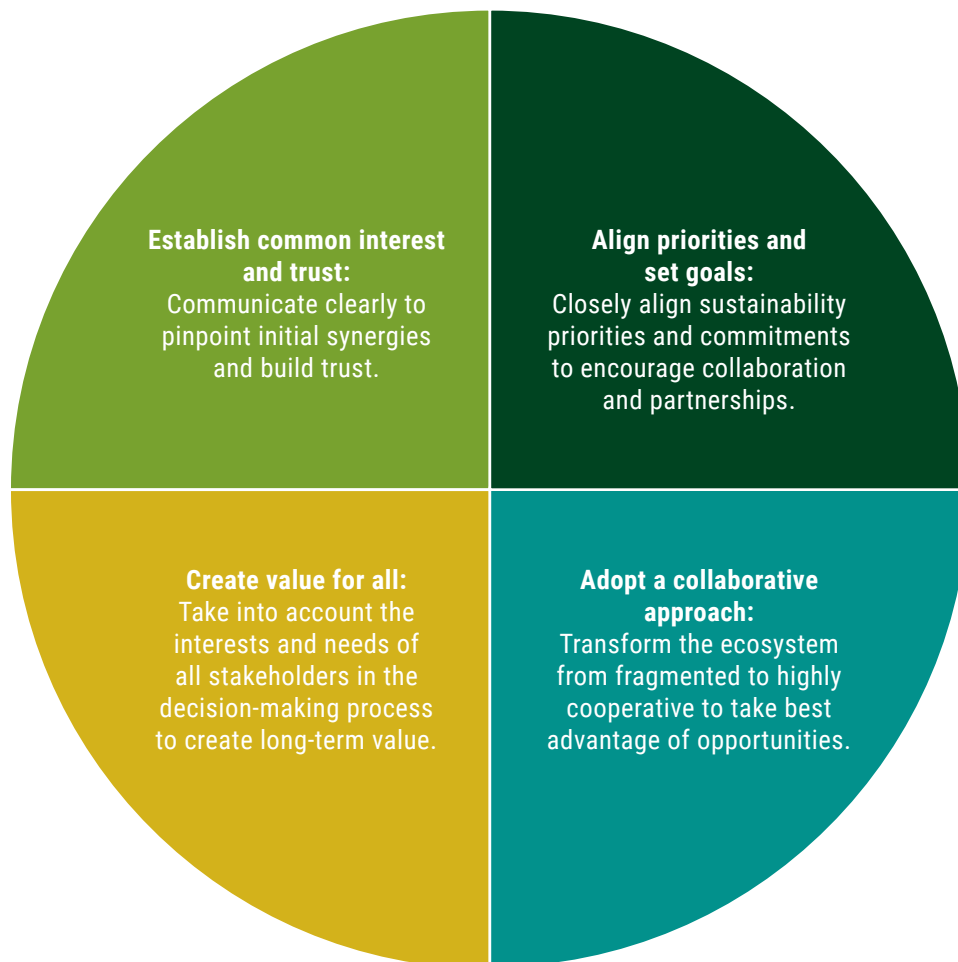 Establish common interest
and trust:
Communicate clearly to
pinpoint initial synergies
and build trust.
Align priorities and
set goals:
Closely align sustainability
priorities and commitments
to encourage collaboration
and partnerships.
Create value for all:
Take into account the
interests and needs of
all stakeholders in the
decision-making process
to create long-term value.
Adopt a collaborative
approach:
Transform the ecosystem
from fragmented to highly
cooperative to take best
advantage of opportunities.